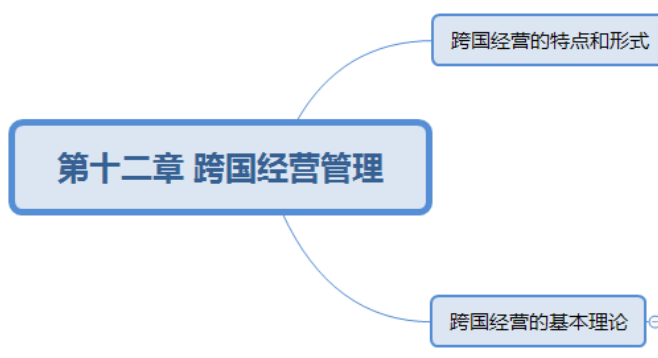 跨国经营的特点和形式
第十二章 跨国经营管理
跨国经营的基本理论